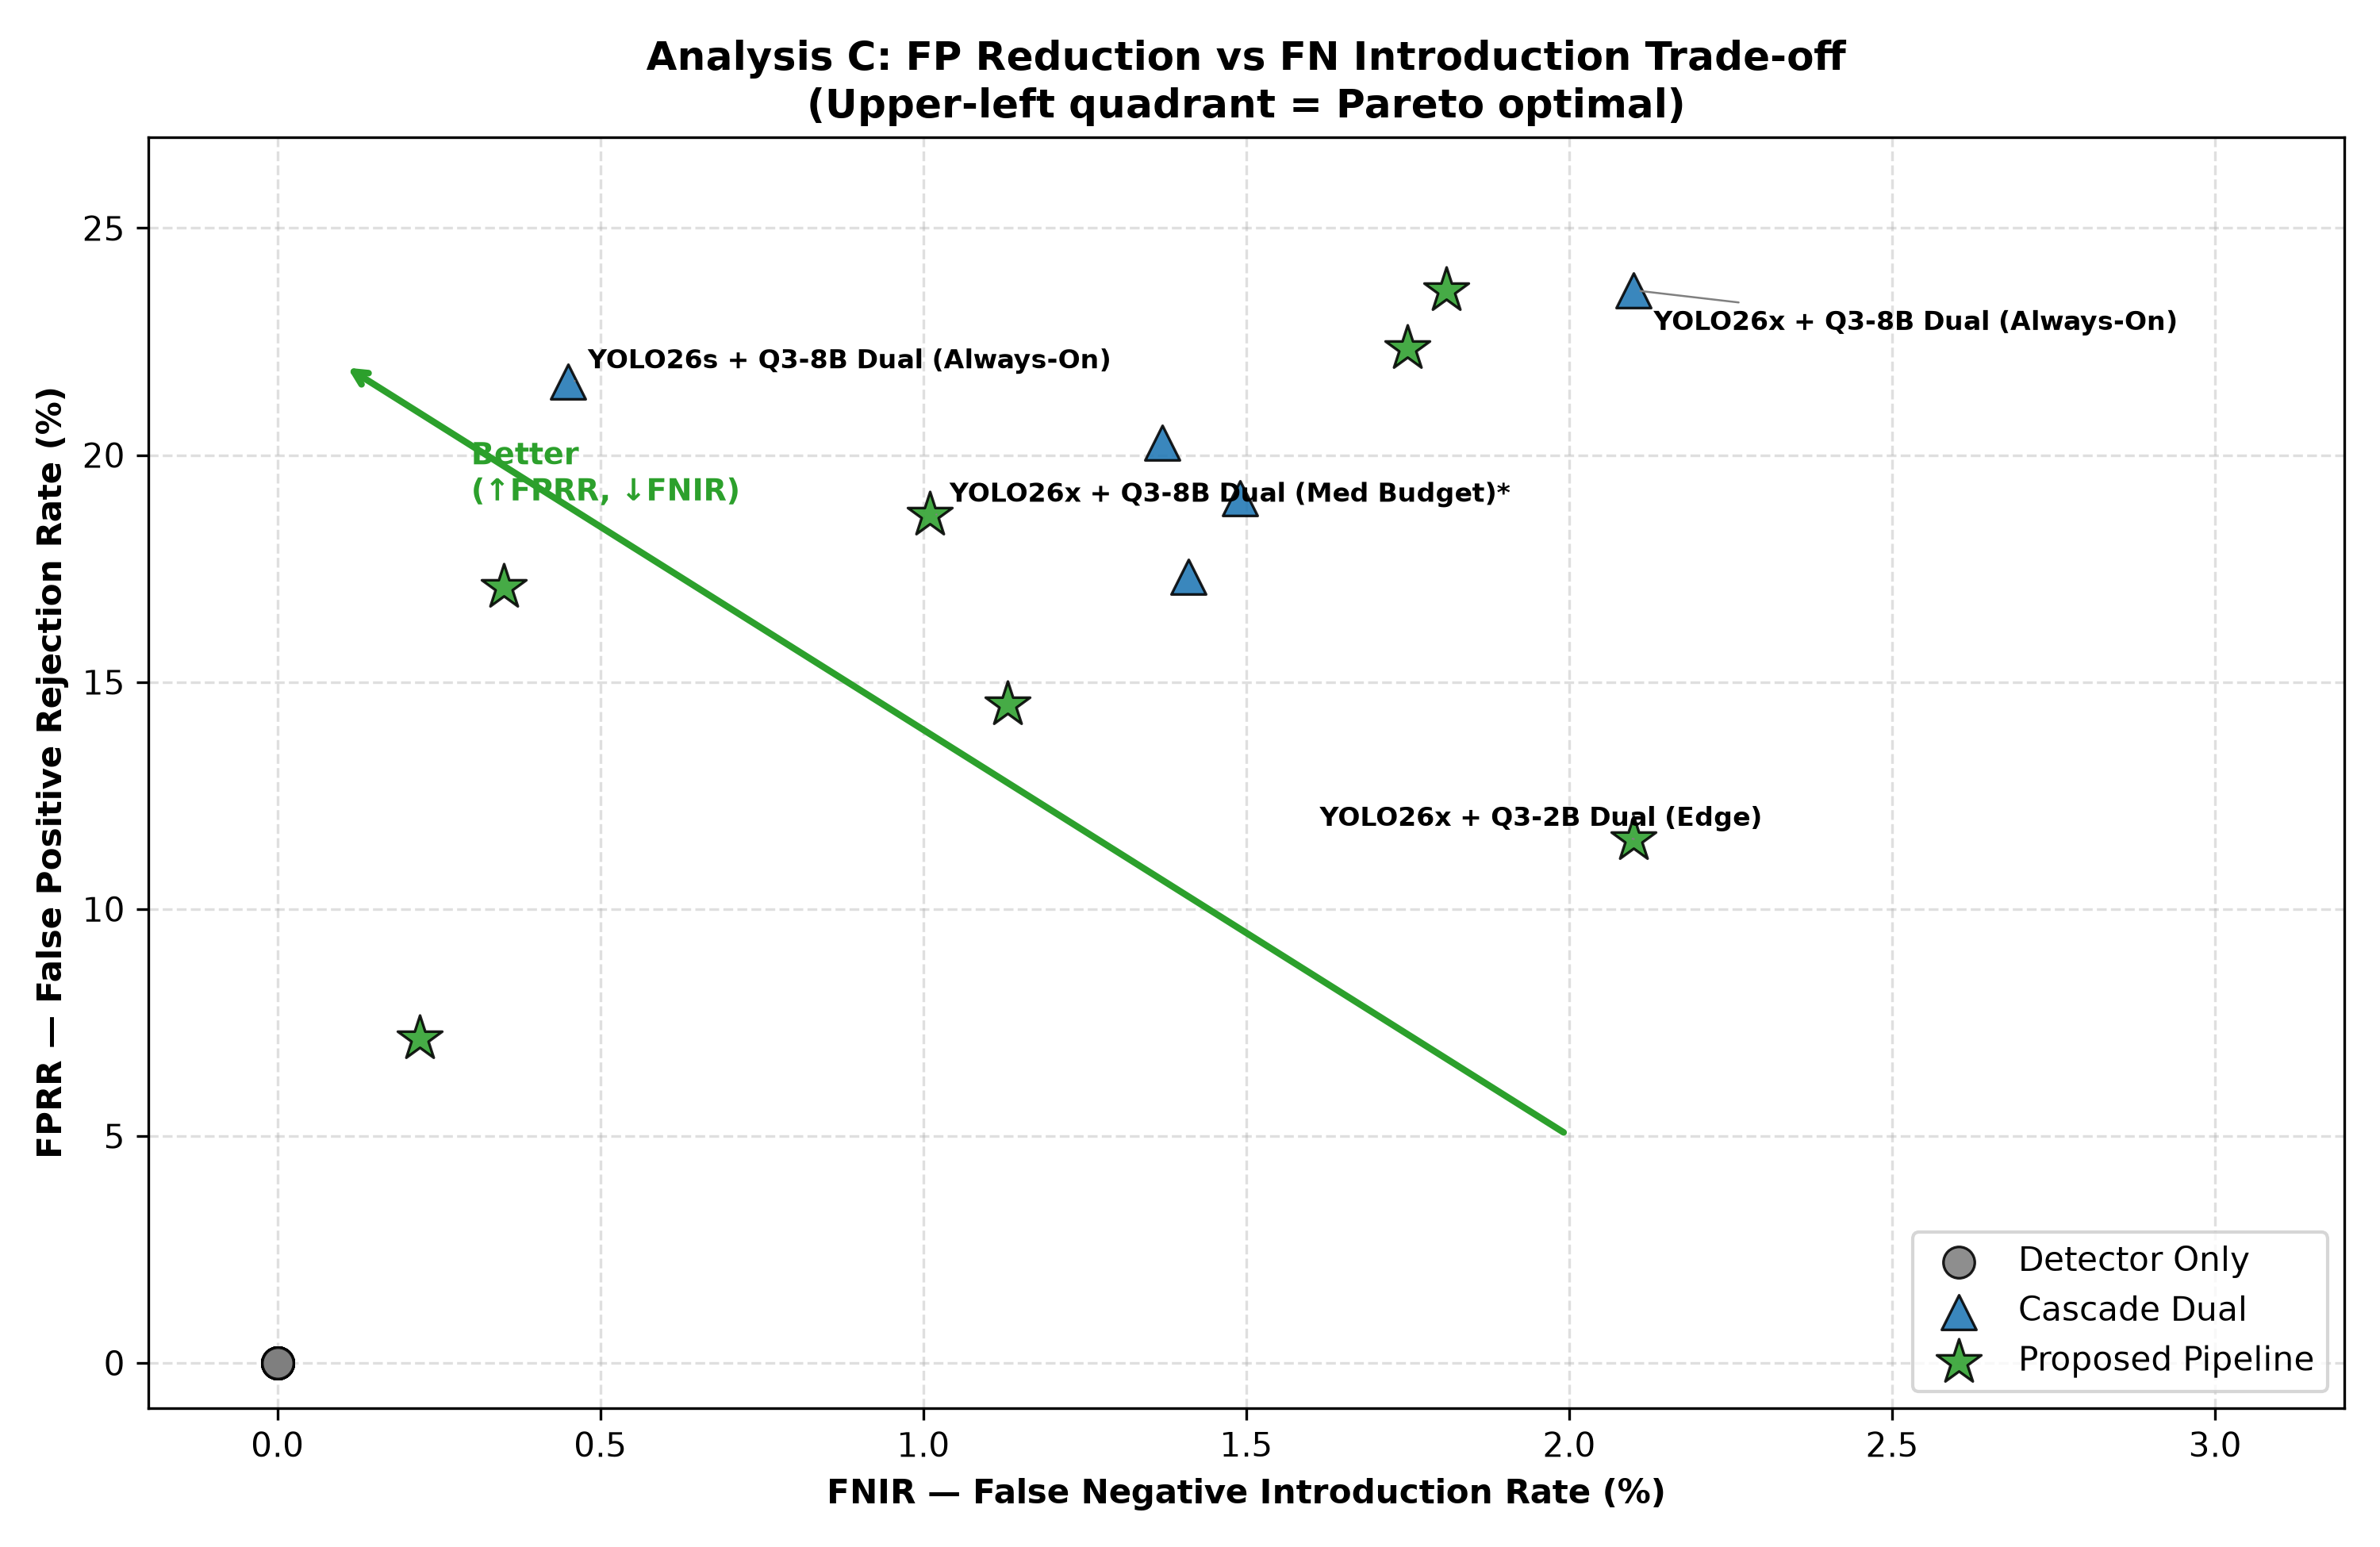 Analysis C: FP Reduction vs FN Introduction Trade-off
(Upper-left quadrant = Pareto optimal)
FPRR — False Positive Rejection Rate (%)
25
20
15
10
5
0
YOLO26x + Q3-8B Dual (Always-On)
YOLO26s + Q3-8B Dual (Always-On)
Better
(↑FPRR, ↓FNIR)
YOLO26x + Q3-8B Dual (Med Budget)*
YOLO26x + Q3-2B Dual (Edge)
Detector Only
Cascade Dual
Proposed Pipeline
0.0
0.5
1.0
1.5
2.0
2.5
3.0
FNIR — False Negative Introduction Rate (%)